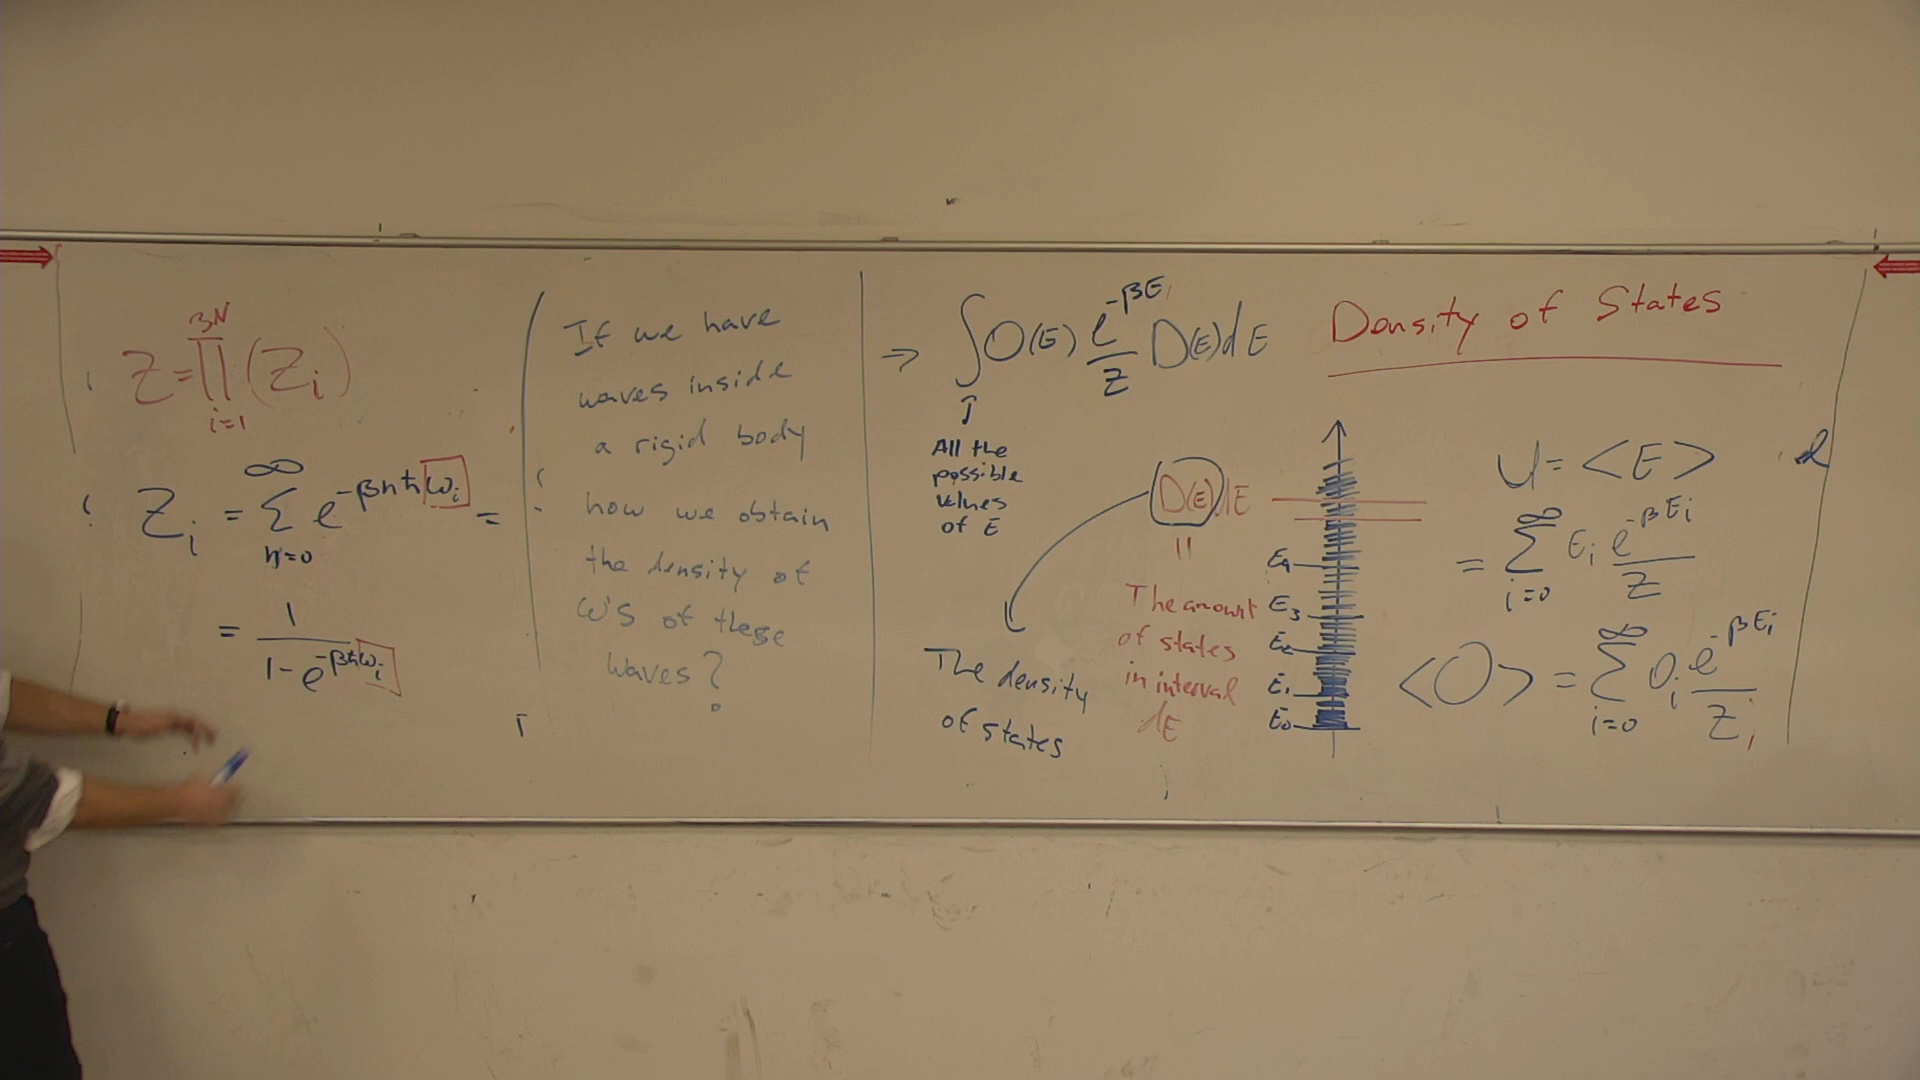 Z = ∏_{i=1}^{3N} (Z_i)
Z_i = Σ_{n=0}^{∞} e^{-βnħω_i} =
= 1 / (1 - e^{-βħω_i})
If we have
waves inside
a rigid body
how we obtain
the density of
ω's of these
waves?
⇒ ∫ O(E) e^{-βE} / Z D(E)dE
↑
All the
possible
values
of E
Density of States
D(E)dE
||
The amount
of states
in interval
dE
The density
of states
E_4
E_3
E_2
E_1
E_0
U = <E>
= Σ_{i=0}^{∞} E_i e^{-βE_i} / Z
<O> = Σ_{i=0}^{∞} O_i e^{-βE_i} / Z